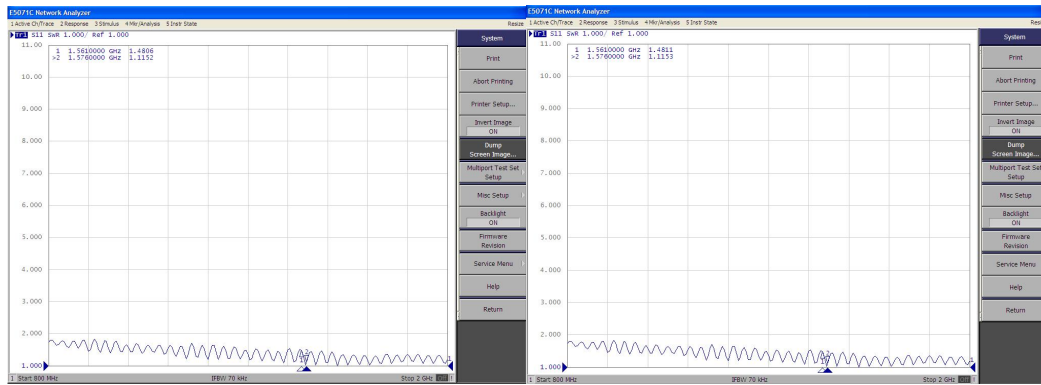 E5071C Network Analyzer
1 Active Ch/Trace 2 Response 3 Stimulus 4 Mkr/Analysis 5 Instr State
Resize
Tr1 S11 SWR 1.000/ Ref 1.000
1 1.5610000 GHz 1.4806
>2 1.5760000 GHz 1.1152
11.00
10.00
9.000
8.000
7.000
6.000
5.000
4.000
3.000
2.000
1.000
1 Start 800 MHz
IFBW 70 kHz
Stop 2 GHz Off
System
Print
Abort Printing
Printer Setup...
Invert Image
ON
Dump
Screen Image...
Multiport Test Set
Setup
Misc Setup
Backlight
ON
Firmware
Revision
Service Menu
Help
Return
E5071C Network Analyzer
1 Active Ch/Trace 2 Response 3 Stimulus 4 Mkr/Analysis 5 Instr State
Tr1 S11 SWR 1.000/ Ref 1.000
1 1.5610000 GHz 1.4811
>2 1.5760000 GHz 1.1153
11.00
10.00
9.000
8.000
7.000
6.000
5.000
4.000
3.000
2.000
1.000
1 Start 800 MHz
IFBW 70 kHz
Stop 2 GHz
System
Print
Abort Printing
Printer Setup...
Invert Image
ON
Dump
Screen Image...
Multiport Test Set
Setup
Misc Setup
Backlight
ON
Firmware
Revision
Service Menu
Help
Return